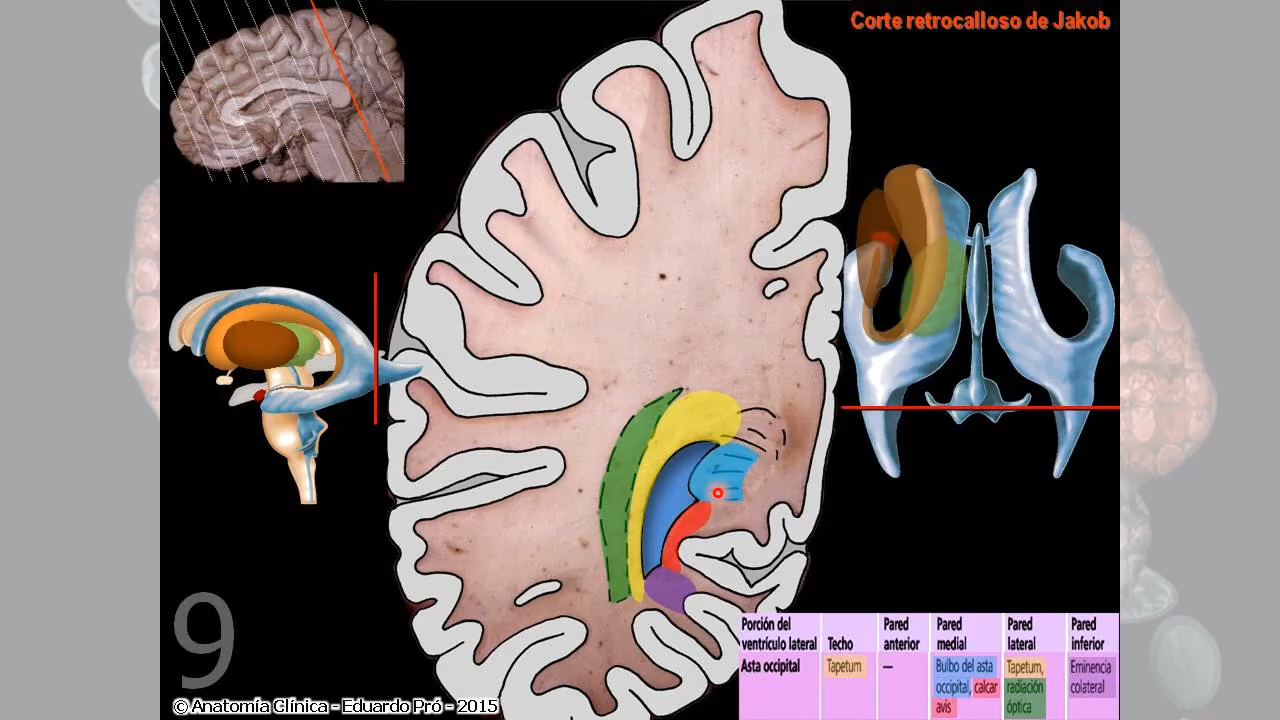 Corte retrocalloso de Jakob
9
© Anatomía Clínica - Eduardo Pró - 2015
Porción del ventrículo lateral
Techo
Pared anterior
Pared medial
Pared lateral
Pared inferior
Asta occipital
Tapetum
—
Bulbo del asta occipital, calcar avis
Tapetum, radiación óptica
Eminencia colateral